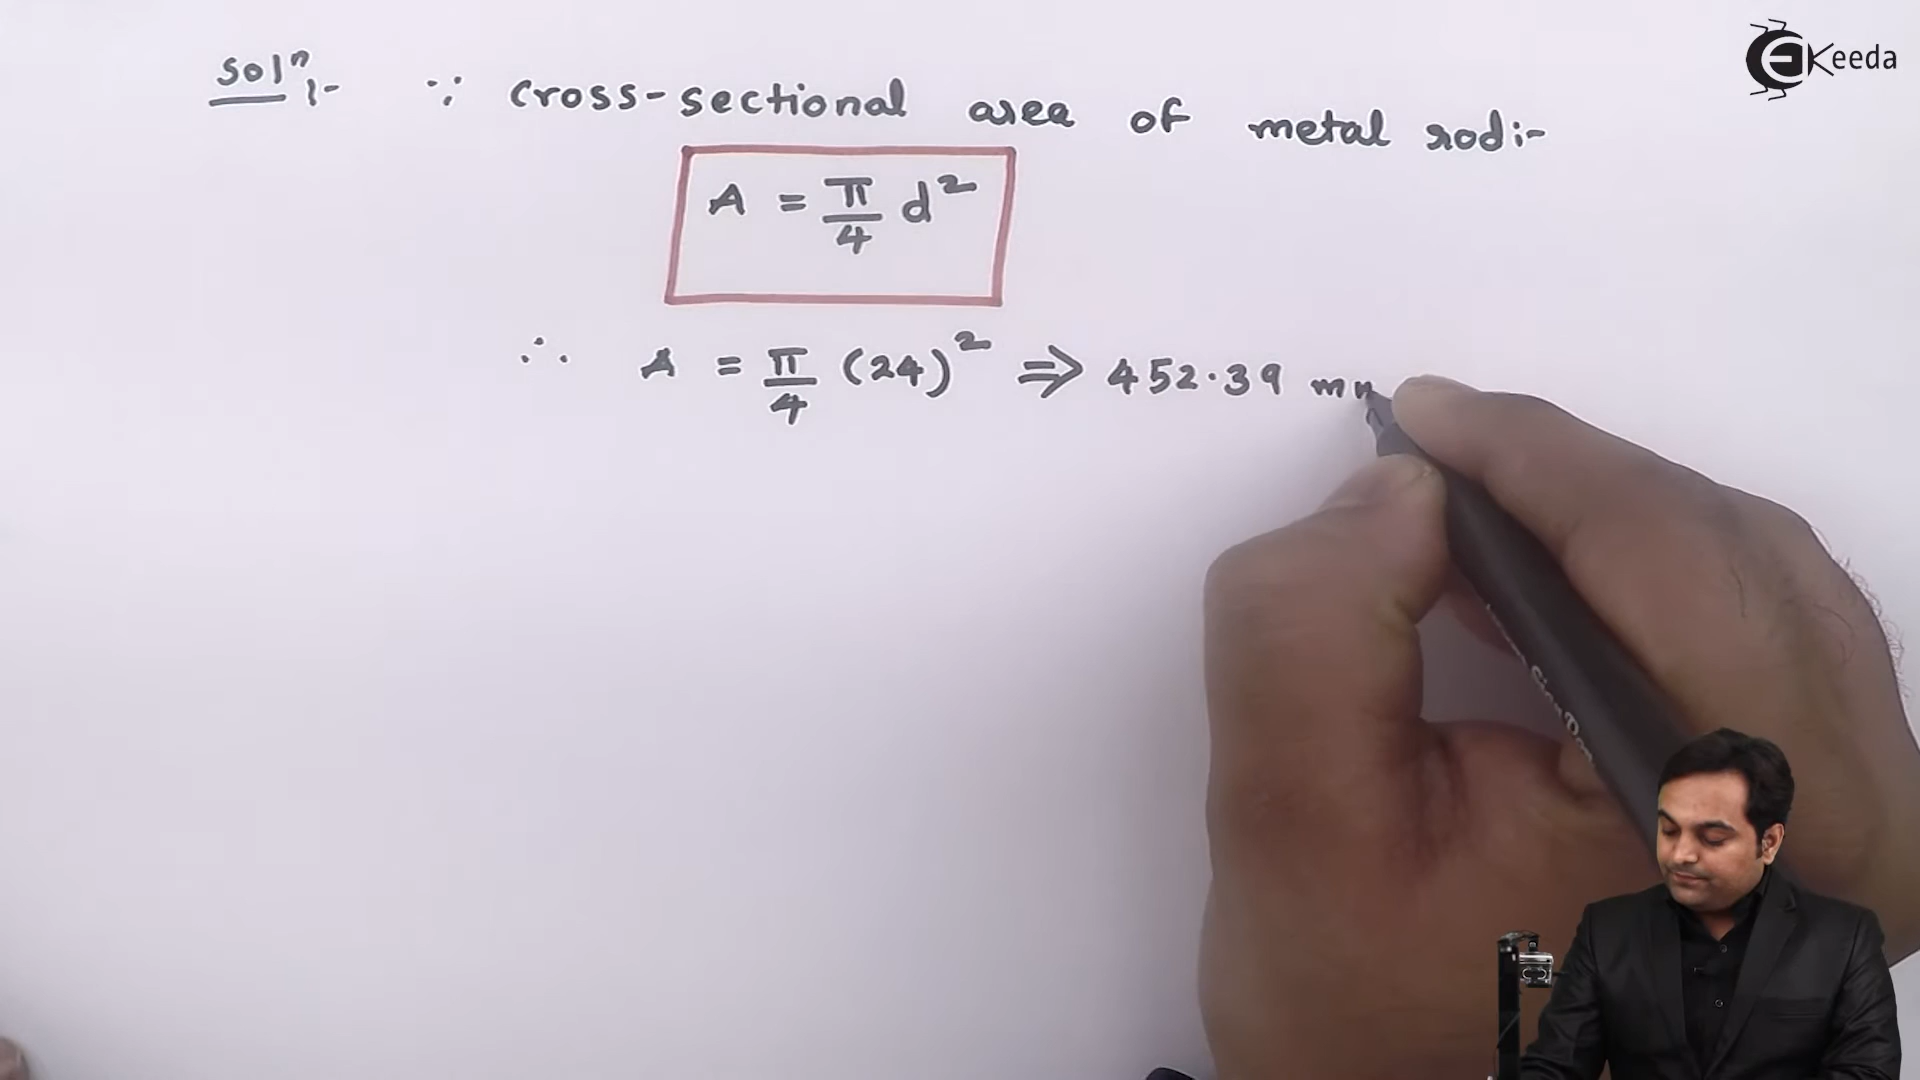 Solⁿ:- ∵ cross-sectional area of metal rod:-
A = π/4 d²
∴ A = π/4 (24)² ⇒ 452.39 mm
EKeeda